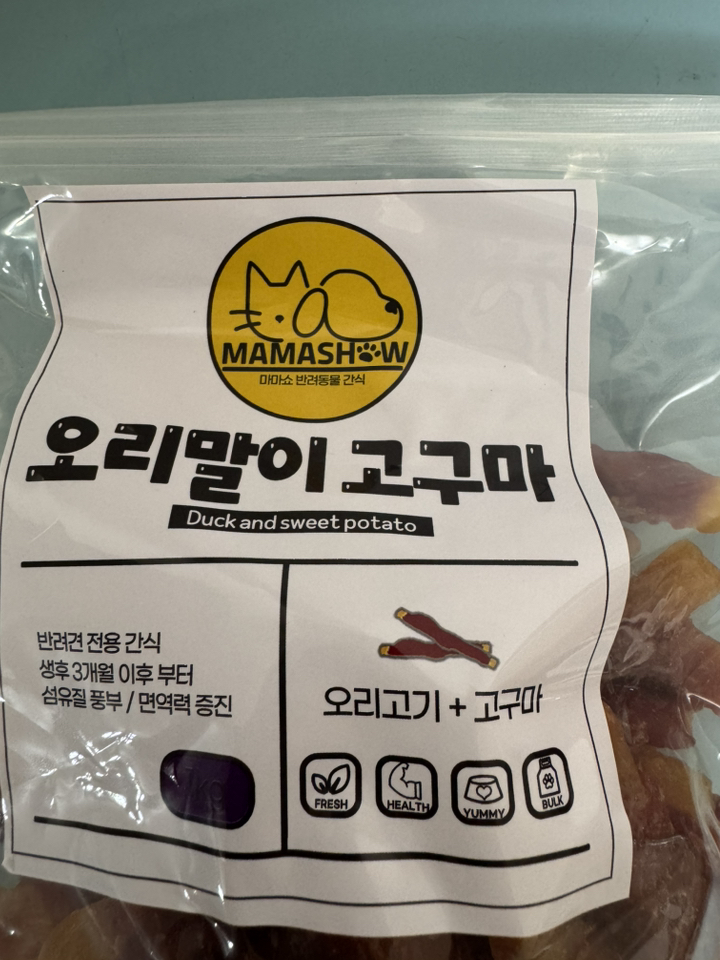 MAMASHOW
마마쇼 반려동물 간식
오리말이 고구마
Duck and sweet potato
반려견 전용 간식
생후 3개월 이후 부터
섬유질 풍부 / 면역력 증진
오리고기 + 고구마
FRESH
HEALTH
YUMMY
BULK